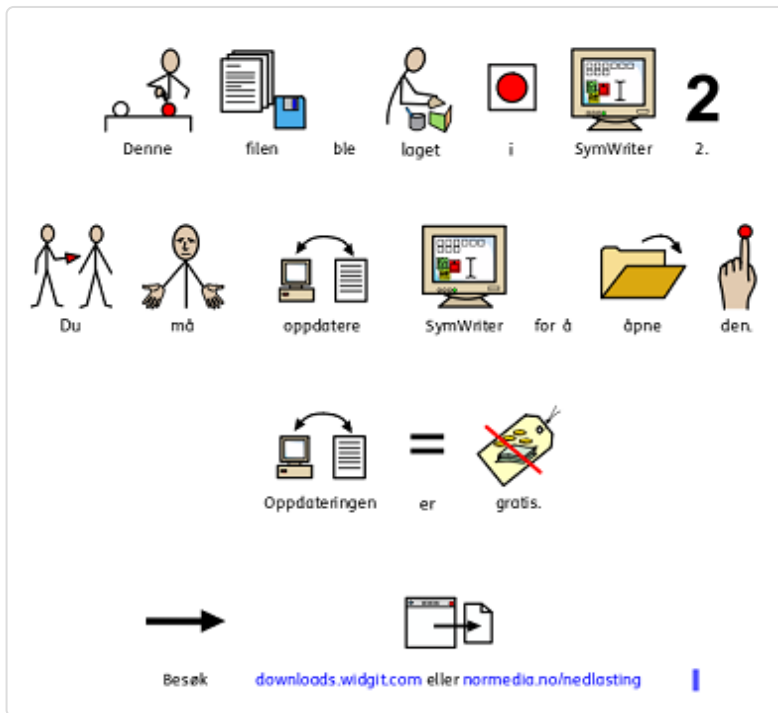 2
Denne filen ble laget i SymWriter 2.
Du må oppdatere SymWriter for å åpne den.
Oppdateringen er gratis.
Besøk downloads.widgit.com eller normedia.no/nedlasting